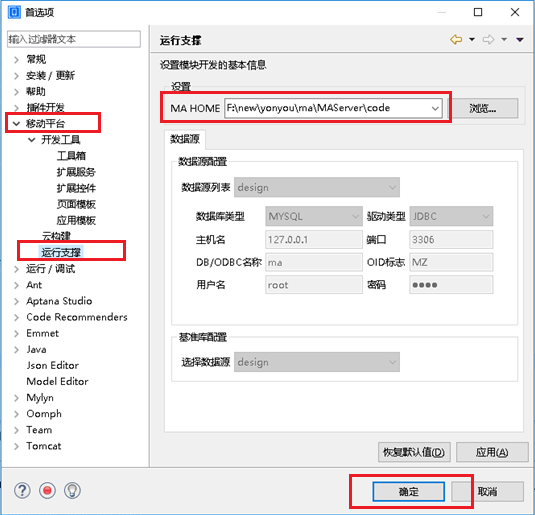 首选项
输入过滤器文本
常规
安装 / 更新
帮助
插件开发
移动平台
开发工具
工具箱
扩展服务
扩展控件
页面模板
应用模板
云构建
运行支撑
运行 / 调试
Ant
Aptana Studio
Code Recommenders
Emmet
Java
Json Editor
Model Editor
Mylyn
Oomph
Team
Tomcat
运行支撑
设置模块开发的基本信息
设置
MA HOME F:\new\yonyou\ma\MAServer\code 浏览...
数据源
数据源配置
数据源列表 design
数据库类型 MYSQL 驱动类型 JDBC
主机名 127.0.0.1 端口 3306
DB/ODBC名称 ma OID标志 MZ
用户名 root 密码 ●●●●
基准库配置
选择数据源 design
恢复默认值(D) 应用(A)
确定 取消